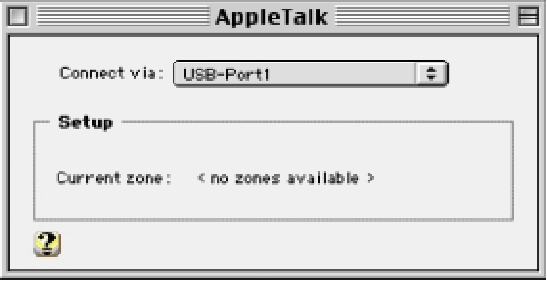 AppleTalk
Connect via: USB-Port1
Setup
Current zone: < no zones available >
?